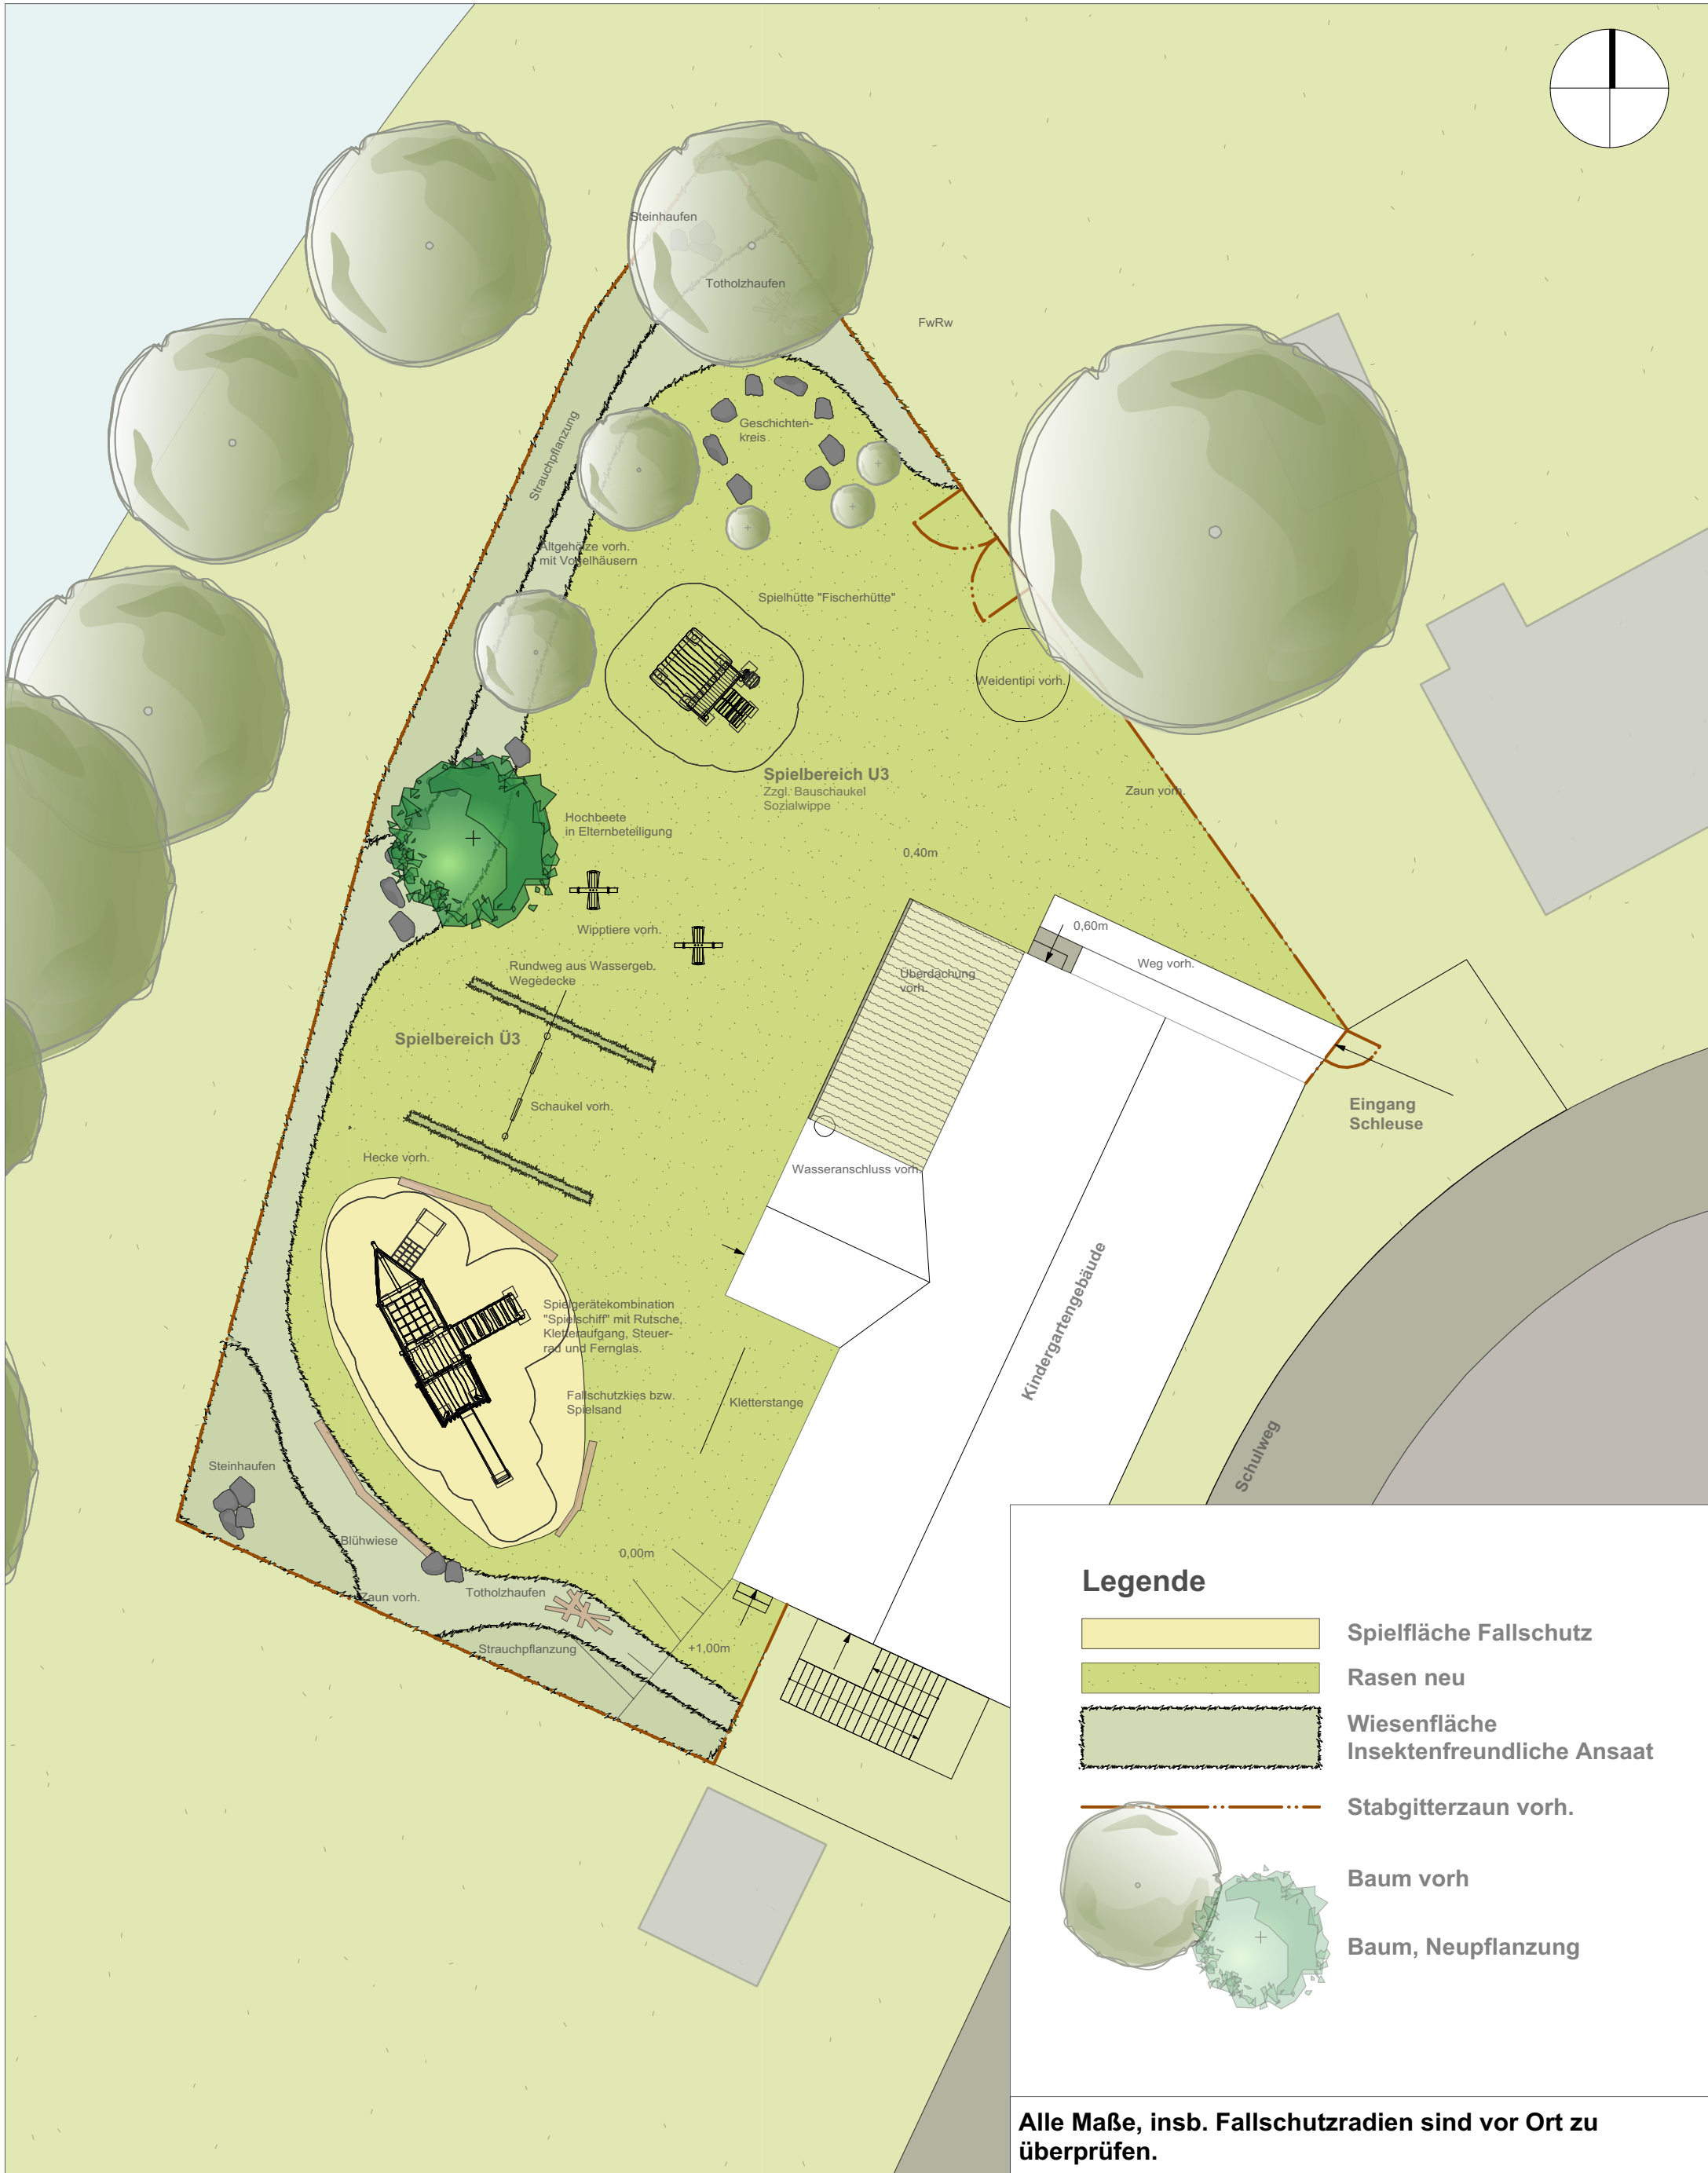 Steinhaufen
Totholzhaufen
FwRw
Strauchpflanzung
Geschichten-
kreis
Altgehölze vorh.
mit Vogelhäusern
Spielhütte "Fischerhütte"
Weidentipi vorh.
Spielbereich U3
Zzgl. Bauschaukel
Sozialwippe
Zaun vorh.
Hochbeete
in Elternbeteiligung
0,40m
Wipptiere vorh.
0,60m
Weg vorh.
Rundweg aus Wassergeb.
Wegedecke
Überdachung
vorh.
Spielbereich Ü3
Schaukel vorh.
Eingang
Schleuse
Hecke vorh.
Wasseranschluss vorh.
Kindergartengebäude
Spielgerätekombination
"Spielschiff" mit Rutsche,
Kletteraufgang, Steuer-
rad und Fernglas.
Fallschutzkies bzw.
Spielsand
Kletterstange
Schulweg
Steinhaufen
Blühwiese
0,00m
Zaun vorh.
Totholzhaufen
Strauchpflanzung
+1,00m
Legende
Spielfläche Fallschutz
Rasen neu
Wiesenfläche
Insektenfreundliche Ansaat
Stabgitterzaun vorh.
Baum vorh
Baum, Neupflanzung
Alle Maße, insb. Fallschutzradien sind vor Ort zu
überprüfen.